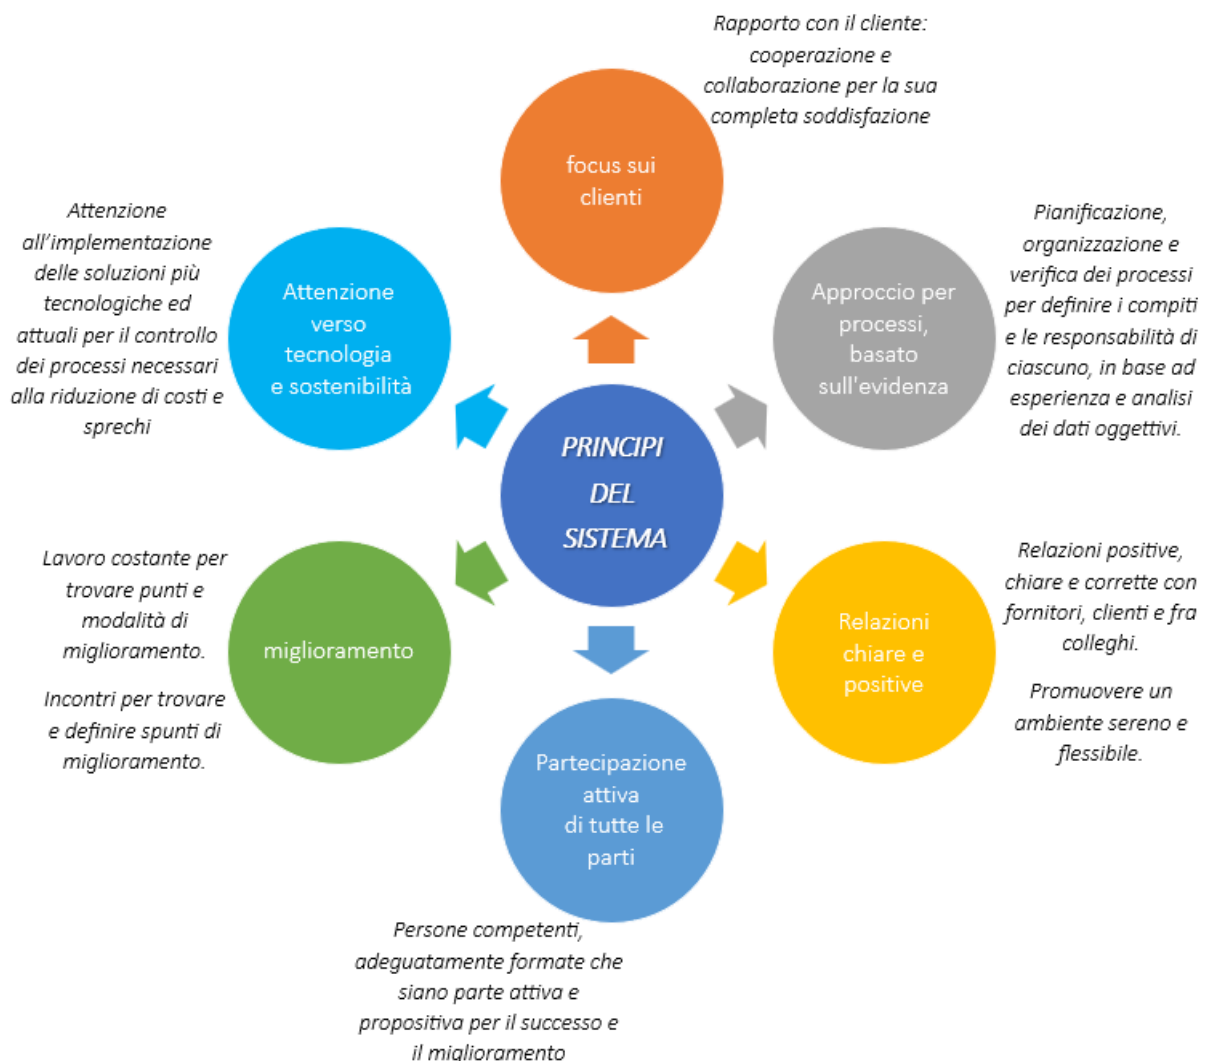 Rapporto con il cliente:
cooperazione e
collaborazione per la sua
completa soddisfazione
focus sui
clienti
Attenzione
all'implementazione
delle soluzioni più
tecnologiche ed
attuali per il controllo
dei processi necessari
alla riduzione di costi e
sprechi
Attenzione
verso
tecnologia
e sostenibilità
Approccio per
processi,
basato
sull'evidenza
Pianificazione,
organizzazione e
verifica dei processi
per definire i compiti
e le responsabilità di
ciascuno, in base ad
esperienza e analisi
dei dati oggettivi.
PRINCIPI
DEL
SISTEMA
Lavoro costante per
trovare punti e
modalità di
miglioramento.
Incontri per trovare
e definire spunti di
miglioramento.
miglioramento
Relazioni
chiare e
positive
Relazioni positive,
chiare e corrette con
fornitori, clienti e fra
colleghi.
Promuovere un
ambiente sereno e
flessibile.
Partecipazione
attiva
di tutte le
parti
Persone competenti,
adeguatamente formate che
siano parte attiva e
propositiva per il successo e
il miglioramento